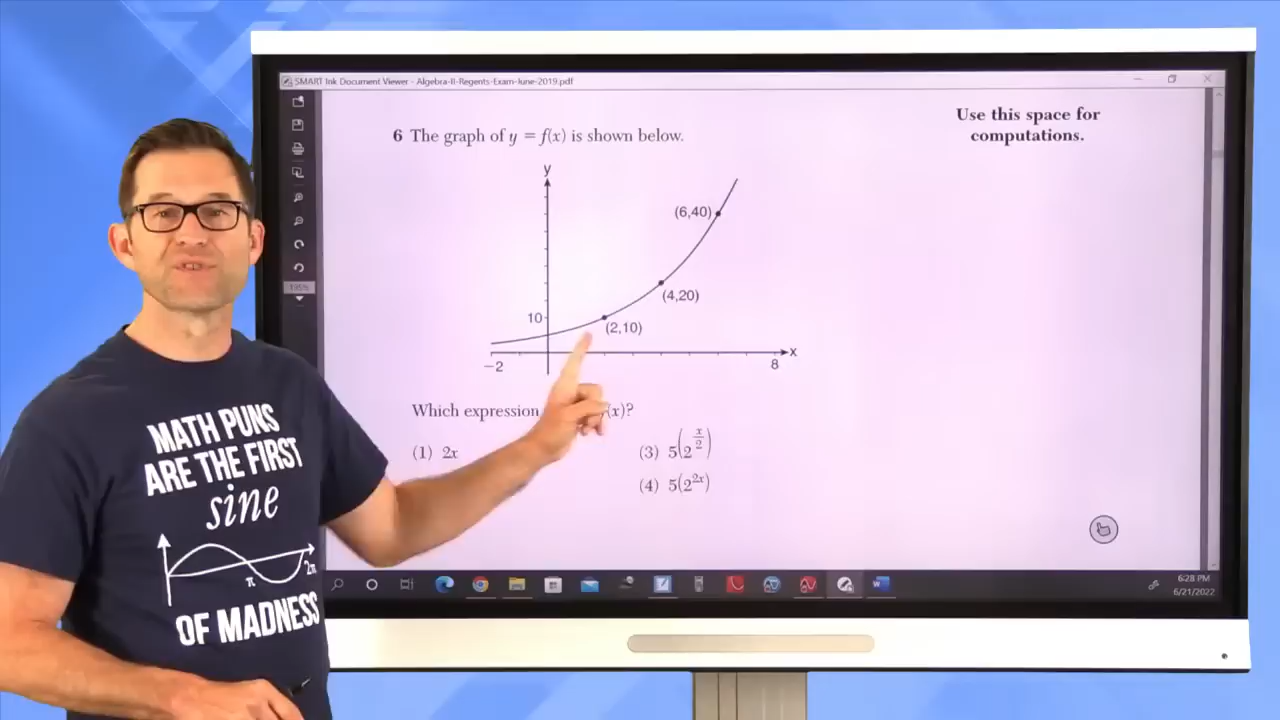 SMART Ink Document Viewer - Algebra-II-Regents-Exam-June-2019.pdf
Use this space for
computations.
6 The graph of y = f(x) is shown below.
y
(6,40)
(4,20)
10
(2,10)
x
−2
8
Which expression (x)?
(1) 2x
(3) 5(2^(x/2))
(4) 5(2^(2x))
195%
MATH PUNS
ARE THE FIRST
sine
π
2π
OF MADNESS
6:28 PM
6/21/2022